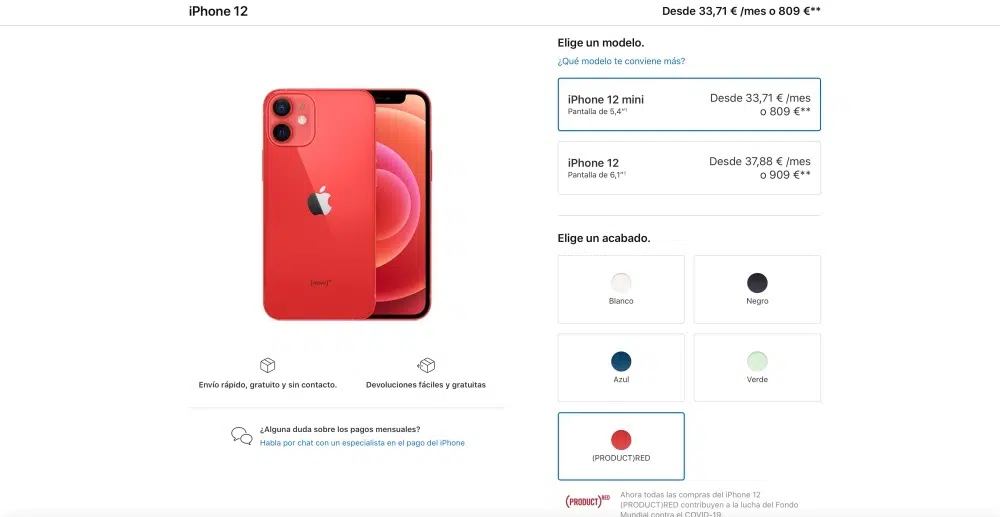 iPhone 12
Desde 33,71 € /mes o 809 €**
Elige un modelo.
¿Qué modelo te conviene más?
iPhone 12 mini
Pantalla de 5,4"¹
Desde 33,71 € /mes
o 809 €**
iPhone 12
Pantalla de 6,1"¹
Desde 37,88 € /mes
o 909 €**
Elige un acabado.
Blanco
Negro
Azul
Verde
(PRODUCT)RED
Envío rápido, gratuito y sin contacto.
Devoluciones fáciles y gratuitas
¿Alguna duda sobre los pagos mensuales?
Habla por chat con un especialista en el pago del iPhone
(PRODUCT)RED
Ahora todas las compras del iPhone 12
(PRODUCT)RED contribuyen a la lucha del Fondo
Mundial contra el COVID-19.